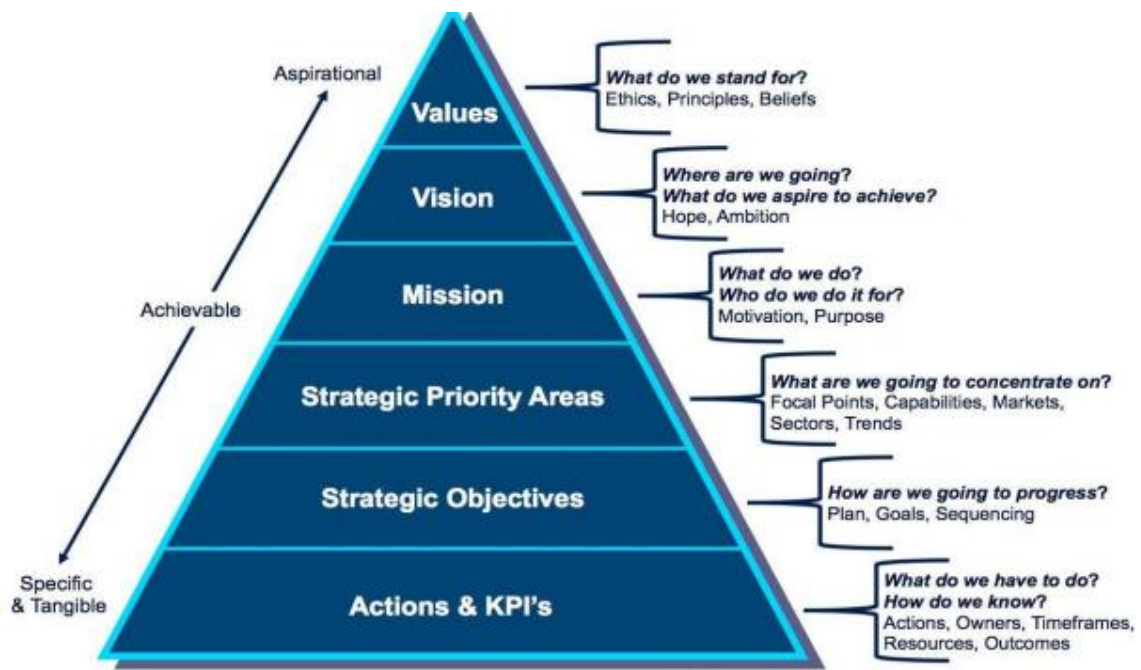 Aspirational
What do we stand for?
Ethics, Principles, Beliefs
Values
Where are we going?
What do we aspire to achieve?
Hope, Ambition
Vision
What do we do?
Who do we do it for?
Motivation, Purpose
Mission
Achievable
What are we going to concentrate on?
Focal Points, Capabilities, Markets,
Sectors, Trends
Strategic Priority Areas
How are we going to progress?
Plan, Goals, Sequencing
Strategic Objectives
Specific
& Tangible
What do we have to do?
How do we know?
Actions, Owners, Timeframes,
Resources, Outcomes
Actions & KPI's